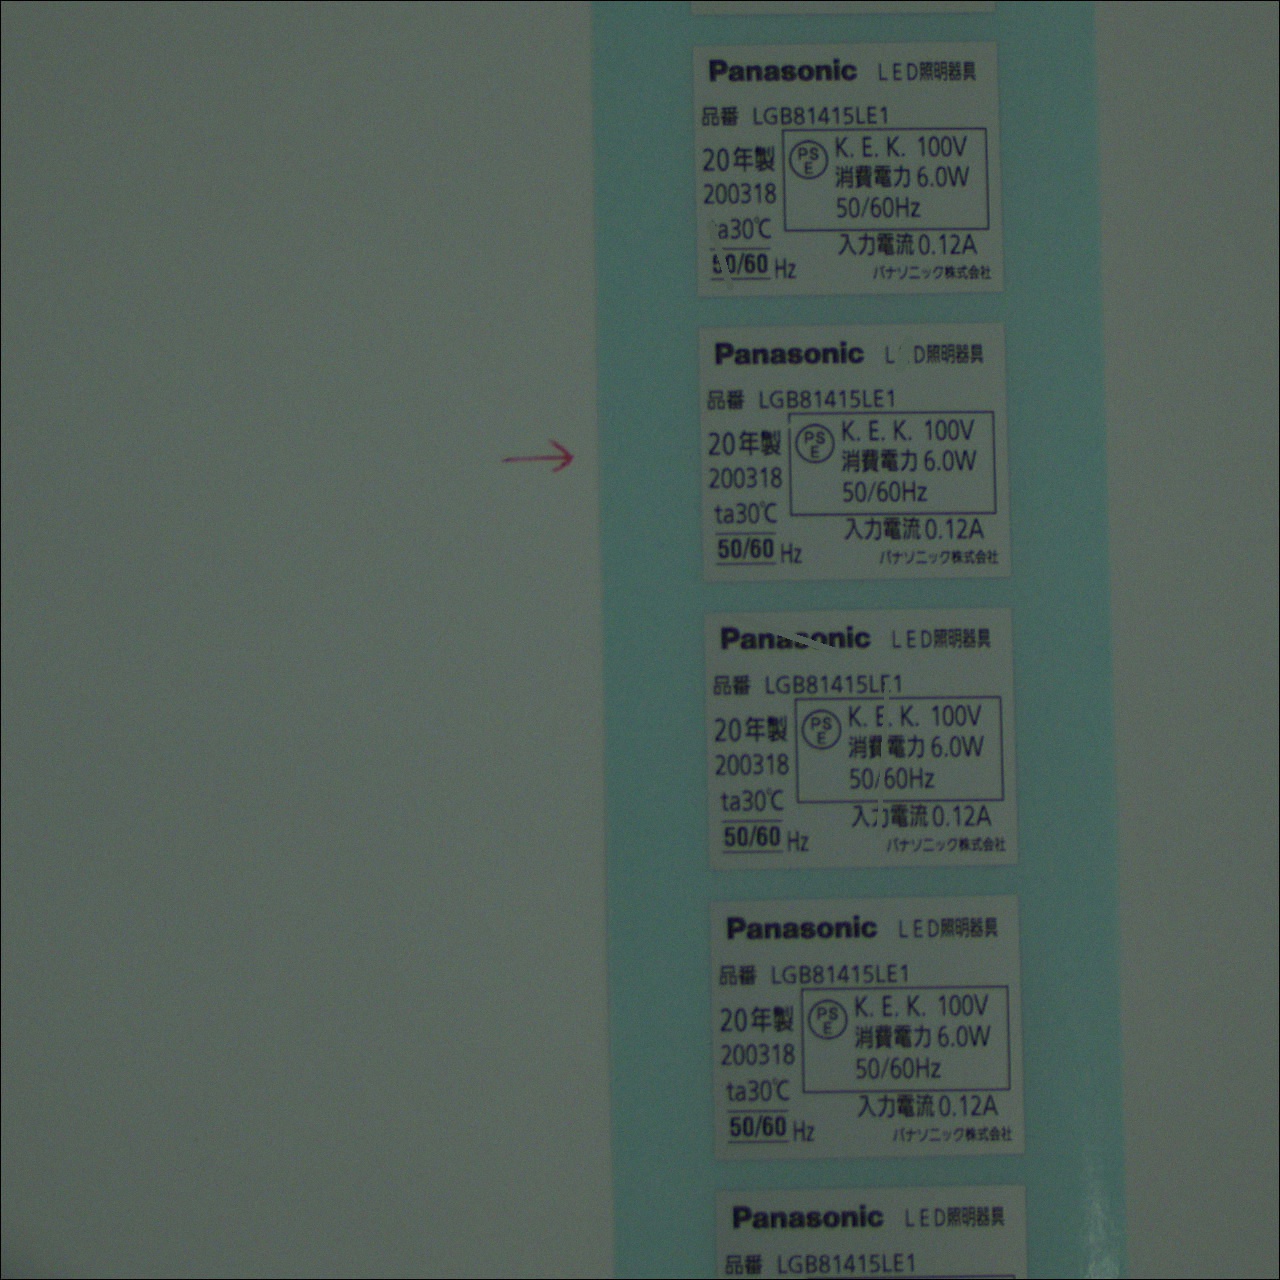 Panasonic LED照明器具
品番 LGB81415LE1
20年製
200318
a30℃
50/60 Hz
PS E
K. E. K. 100V
消費電力 6.0W
50/60Hz
入力電流 0.12A
パナソニック株式会社
Panasonic L D照明器具
品番 LGB81415LE1
20年製
200318
ta30℃
50/60 Hz
PS E
K. E. K. 100V
消費電力 6.0W
50/60Hz
入力電流 0.12A
パナソニック株式会社
Panasonic LED照明器具
品番 LGB81415LE1
20年製
200318
ta30℃
50/60 Hz
PS E
K. E. K. 100V
消費電力 6.0W
50/60Hz
入力電流 0.12A
パナソニック株式会社
Panasonic LED照明器具
品番 LGB81415LE1
20年製
200318
ta30℃
50/60 Hz
PS E
K. E. K. 100V
消費電力 6.0W
50/60Hz
入力電流 0.12A
パナソニック株式会社
Panasonic LED照明器具
品番 LGB81415LE1